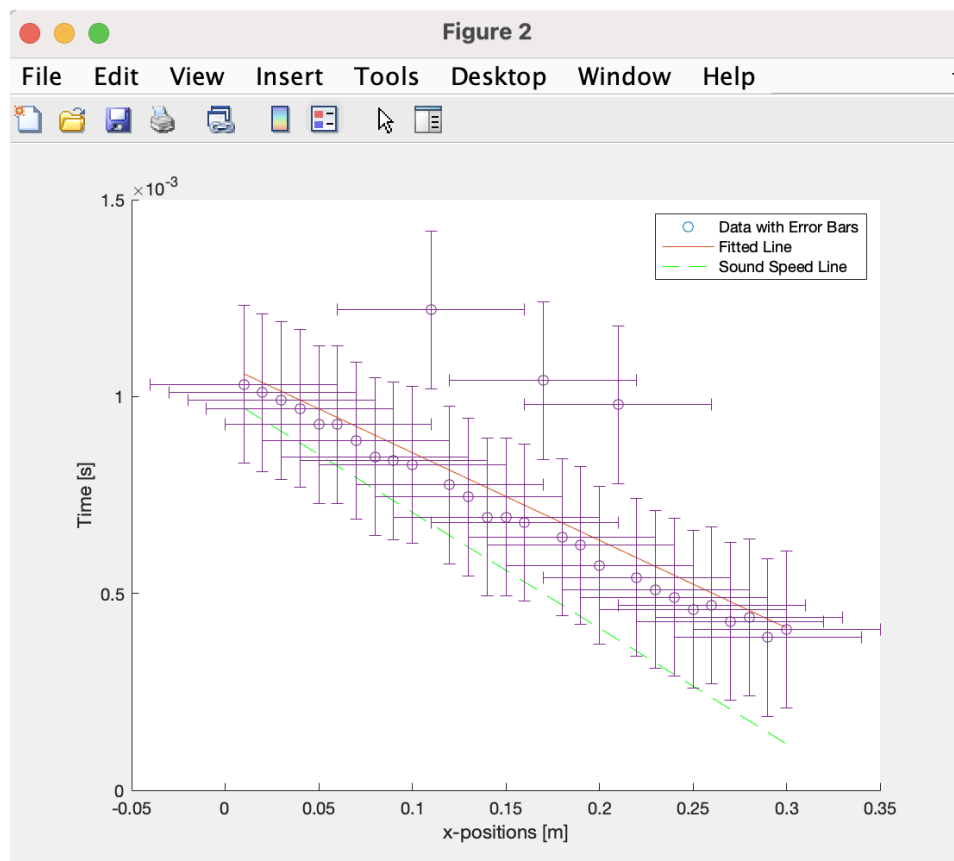 Figure 2
File Edit View Insert Tools Desktop Window Help
×10-3
1.5
1
0.5
0
Time [s]
Data with Error Bars
Fitted Line
Sound Speed Line
-0.05 0 0.05 0.1 0.15 0.2 0.25 0.3 0.35
x-positions [m]